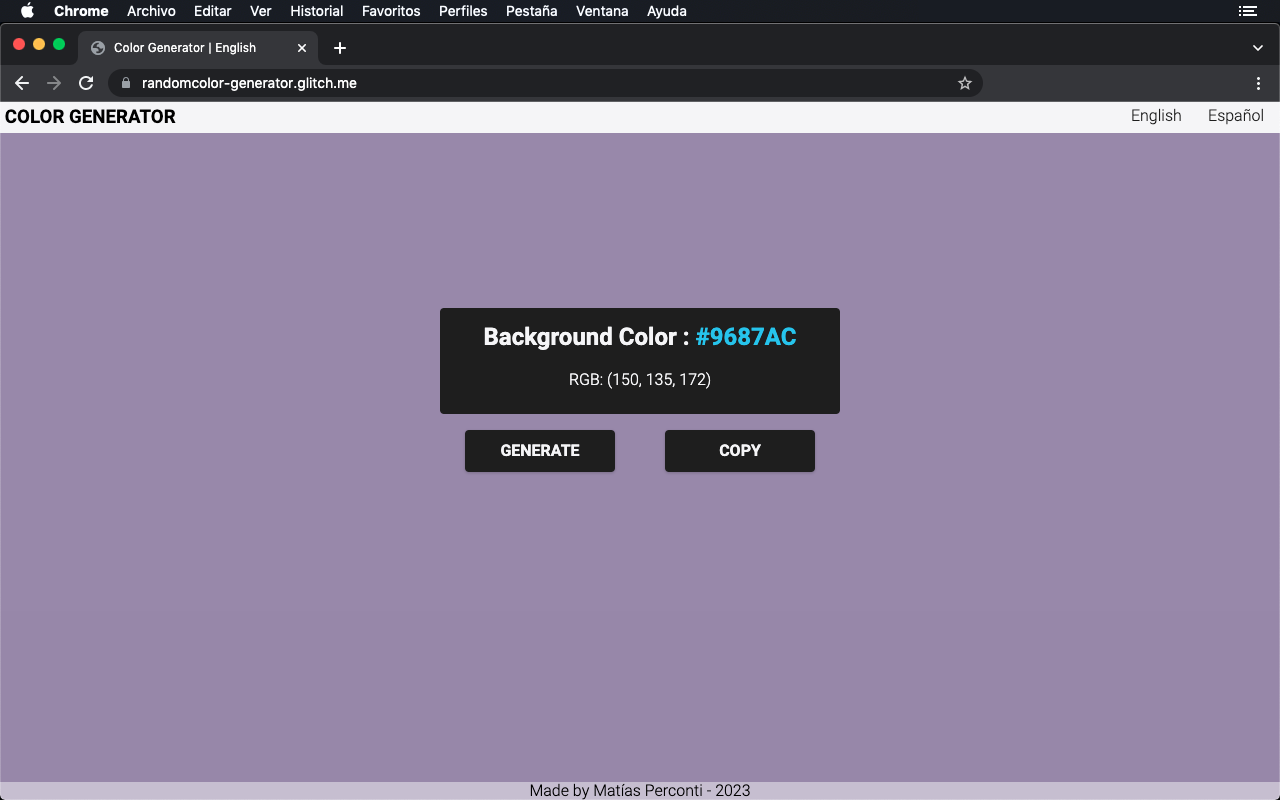 Chrome Archivo Editar Ver Historial Favoritos Perfiles Pestaña Ventana Ayuda
Color Generator | English
randomcolor-generator.glitch.me
COLOR GENERATOR English Español
Background Color : #9687AC
RGB: (150, 135, 172)
GENERATE COPY
Made by Matías Perconti - 2023